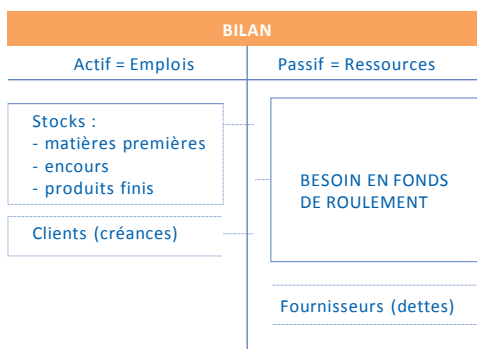 BILAN
Actif = Emplois
Passif = Ressources
Stocks :
- matières premières
- encours
- produits finis
Clients (créances)
BESOIN EN FONDS
DE ROULEMENT
Fournisseurs (dettes)